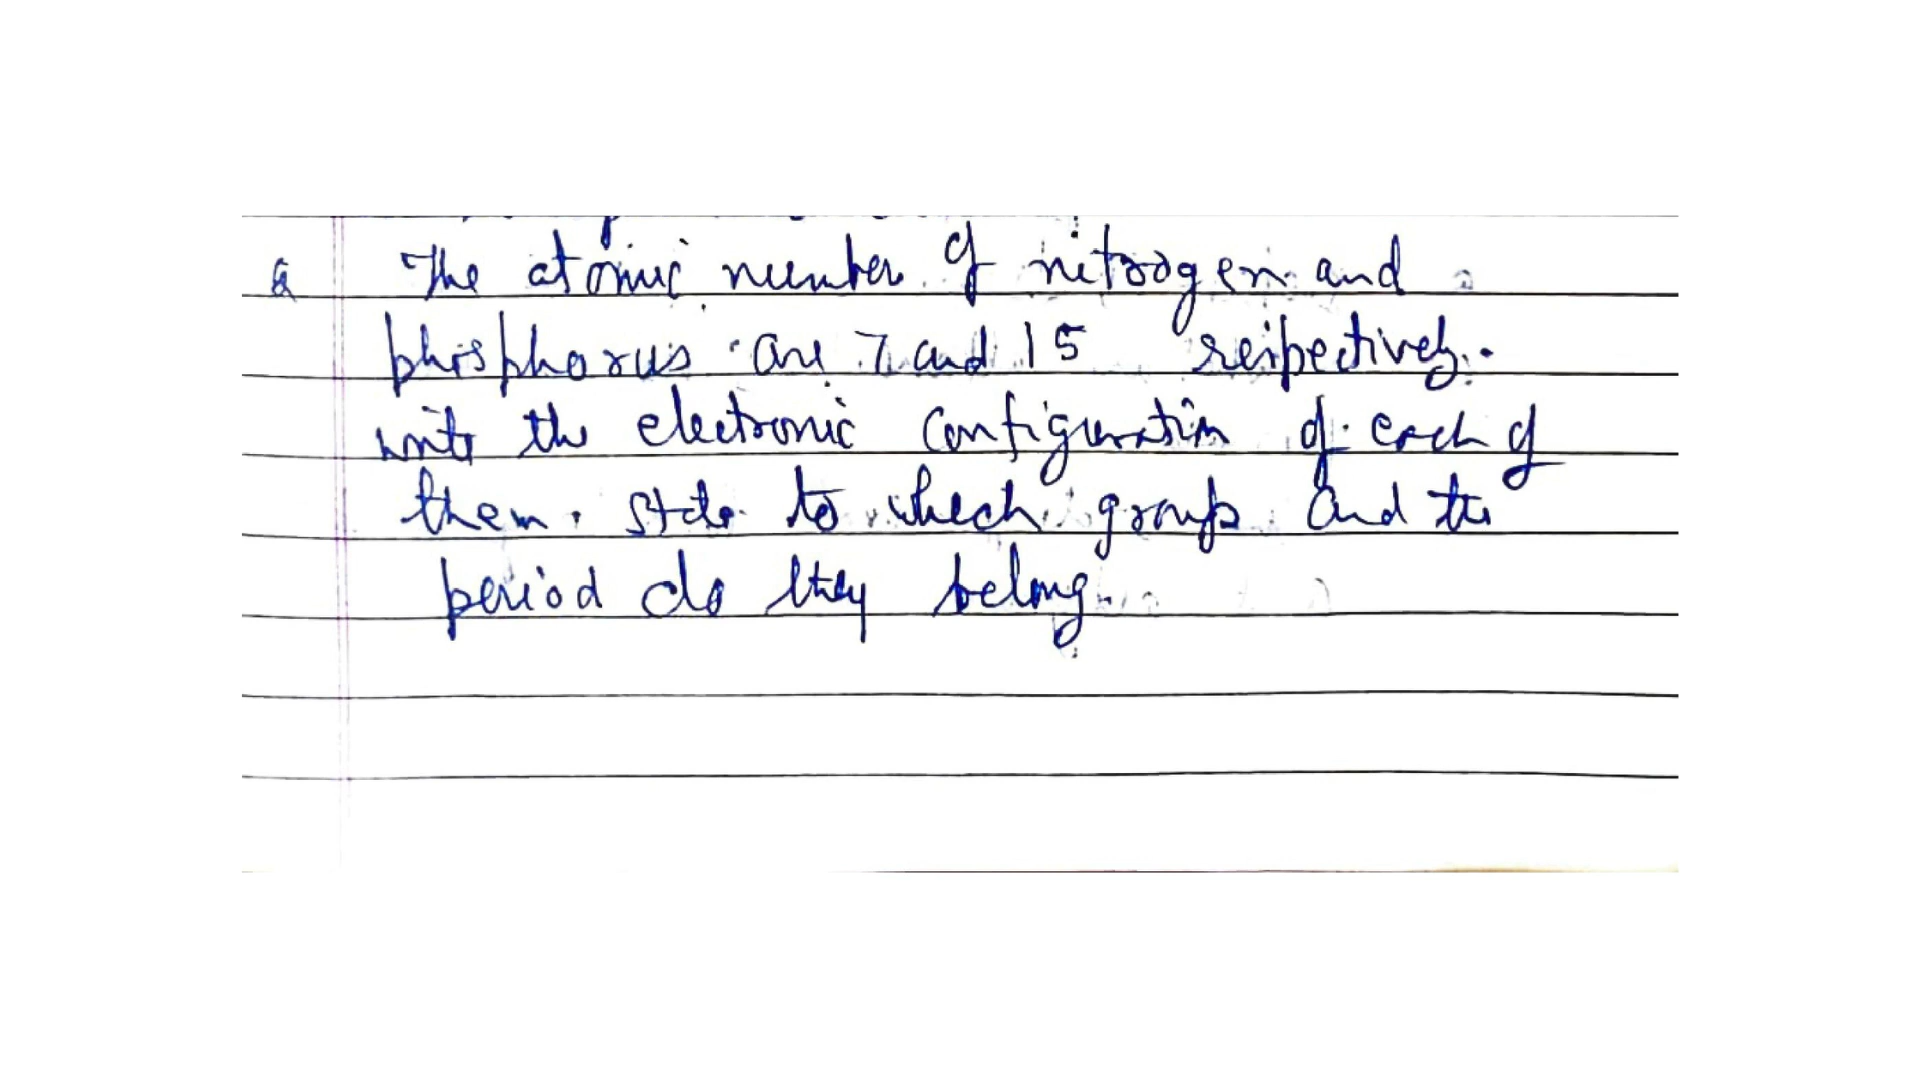 Q The atomic number of nitrogen and
phosphorus are 7 and 15 respectively.
write the electronic configuration of each of
them. state to which group and the
period do they belong.